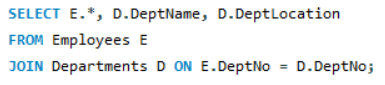 SELECT E.*, D.DeptName, D.DeptLocation
FROM Employees E
JOIN Departments D ON E.DeptNo = D.DeptNo;